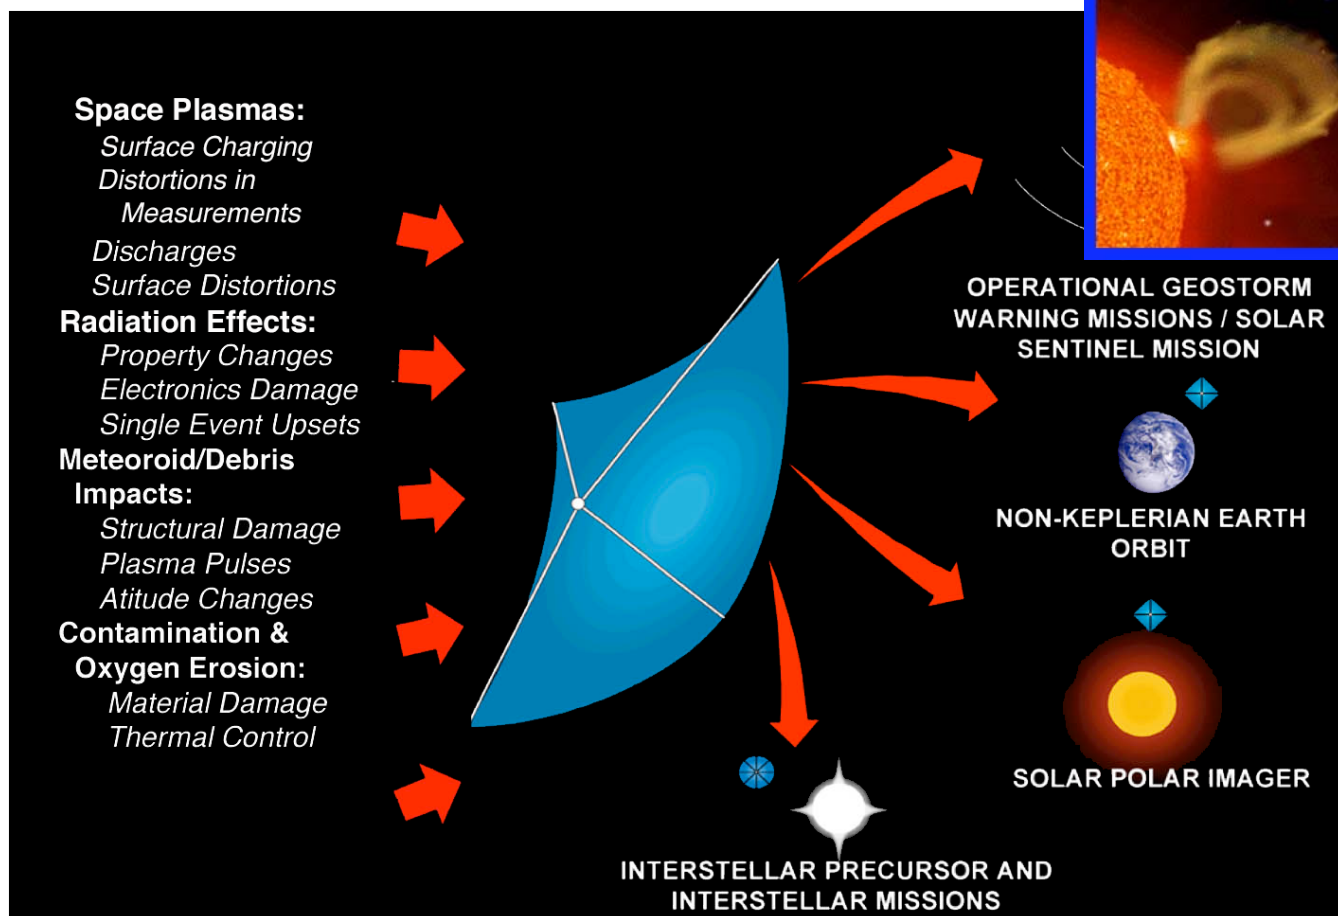 Space Plasmas:
Surface Charging
Distortions in
Measurements
Discharges
Surface Distortions
Radiation Effects:
Property Changes
Electronics Damage
Single Event Upsets
Meteoroid/Debris
Impacts:
Structural Damage
Plasma Pulses
Atitude Changes
Contamination &
Oxygen Erosion:
Material Damage
Thermal Control
OPERATIONAL GEOSTORM
WARNING MISSIONS / SOLAR
SENTINEL MISSION
NON-KEPLERIAN EARTH
ORBIT
SOLAR POLAR IMAGER
INTERSTELLAR PRECURSOR AND
INTERSTELLAR MISSIONS